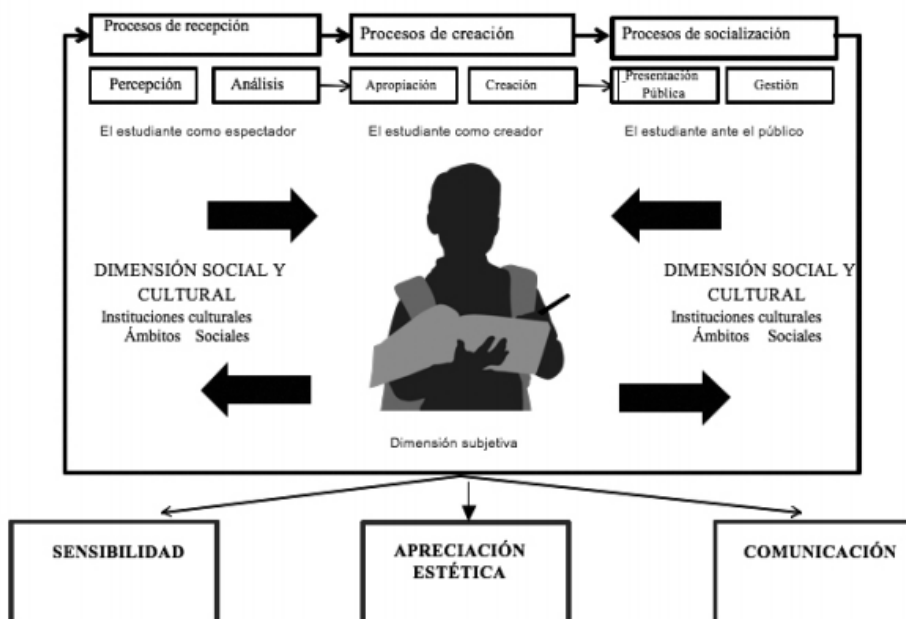 Procesos de recepción
Procesos de creación
Procesos de socialización
Percepción
Análisis
Apropiación
Creación
Presentación
Pública
Gestión
El estudiante como espectador
El estudiante como creador
El estudiante ante el público
DIMENSIÓN SOCIAL Y
CULTURAL
Instituciones culturales
Ámbitos Sociales
DIMENSIÓN SOCIAL Y
CULTURAL
Instituciones culturales
Ámbitos Sociales
Dimensión subjetiva
SENSIBILIDAD
APRECIACIÓN
ESTÉTICA
COMUNICACIÓN